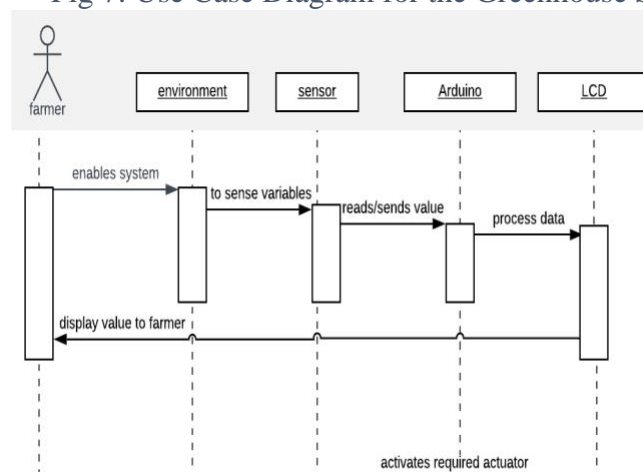 Fig 7: Use Case Diagram for the Greenhouse
farmer
environment
sensor
Arduino
LCD
enables system
to sense variables
reads/sends value
process data
display value to farmer
activates required actuator